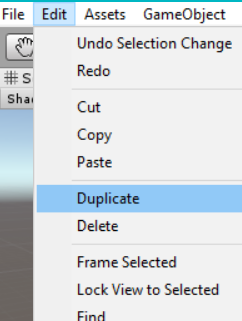 File Edit Assets GameObject
Undo Selection Change
Redo
# S
Sha
Cut
Copy
Paste
Duplicate
Delete
Frame Selected
Lock View to Selected
Find